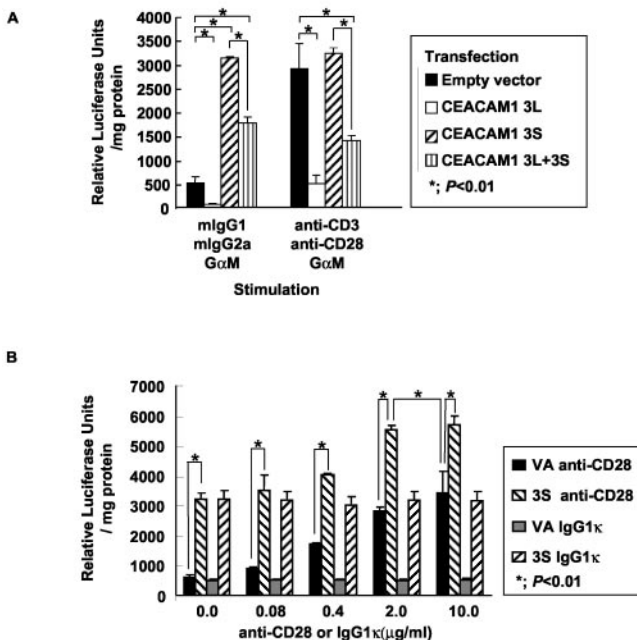 A
Relative Luciferase Units
/mg protein
3500
3000
2500
2000
1500
1000
500
0
* * * * * * *
mIgG1
mIgG2a
GαM
anti-CD3
anti-CD28
GαM
Stimulation
Transfection
Empty vector
CEACAM1 3L
CEACAM1 3S
CEACAM1 3L+3S
*; P<0.01
B
Relative Luciferase Units
/ mg protein
7000
6000
5000
4000
3000
2000
1000
0
* * * * * *
0.0 0.08 0.4 2.0 10.0
anti-CD28 or IgG1κ(μg/ml)
VA anti-CD28
3S anti-CD28
VA IgG1κ
3S IgG1κ
*; P<0.01